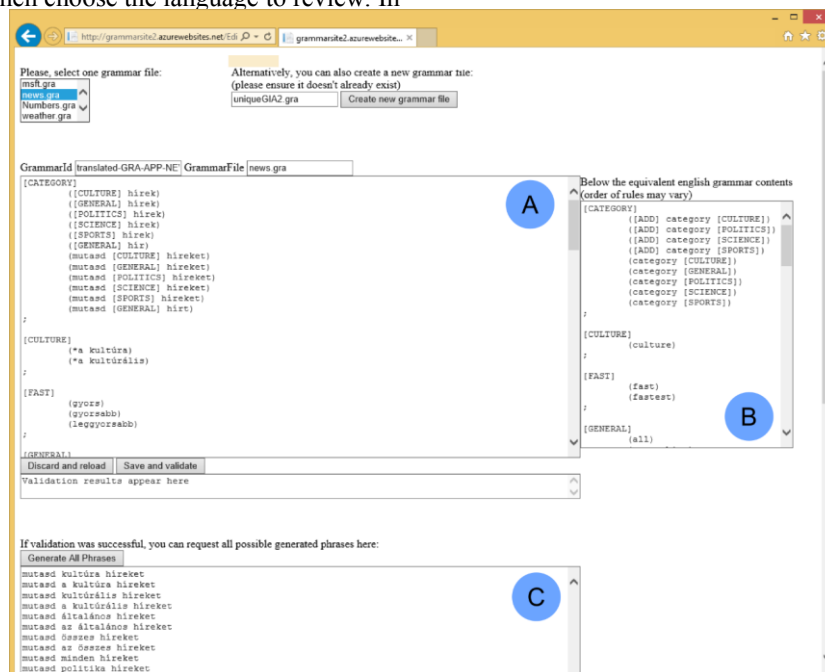 then choose the language to review. In
http://grammarsite2.azurewebsites.net/Edi
grammarsite2.azurewebsite...
Please, select one grammar file:
msft.gra
news.gra
Numbers.gra
weather.gra
Alternatively, you can also create a new grammar file:
(please ensure it doesn't already exist)
uniqueGIA2.gra Create new grammar file
GrammarId translated-GRA-APP-NE GrammarFile news.gra
[CATEGORY]
([CULTURE] hírek)
([GENERAL] hírek)
([POLITICS] hírek)
([SCIENCE] hírek)
([SPORTS] hírek)
([GENERAL] hír)
(mutasd [CULTURE] híreket)
(mutasd [GENERAL] híreket)
(mutasd [POLITICS] híreket)
(mutasd [SCIENCE] híreket)
(mutasd [SPORTS] híreket)
(mutasd [GENERAL] hírt)
;
[CULTURE]
(*a kultúra)
(*a kultúrális)
;
[FAST]
(gyors)
(gyorsabb)
(leggyorsabb)
;
[GENERAL]
A
Below the equivalent english grammar contents
(order of rules may vary)
[CATEGORY]
([ADD] category [CULTURE])
([ADD] category [POLITICS])
([ADD] category [SCIENCE])
([ADD] category [SPORTS])
(category [CULTURE])
(category [GENERAL])
(category [POLITICS])
(category [SCIENCE])
(category [SPORTS])
;
[CULTURE]
(culture)
;
[FAST]
(fast)
(fastest)
;
[GENERAL]
(all)
B
Discard and reload Save and validate
Validation results appear here
If validation was successful, you can request all possible generated phrases here:
Generate All Phrases
mutasd kultúra híreket
mutasd a kultúra híreket
mutasd kultúrális híreket
mutasd a kultúrális híreket
mutasd általános híreket
mutasd az általános híreket
mutasd összes híreket
mutasd az összes híreket
mutasd minden híreket
mutasd politika híreket
C